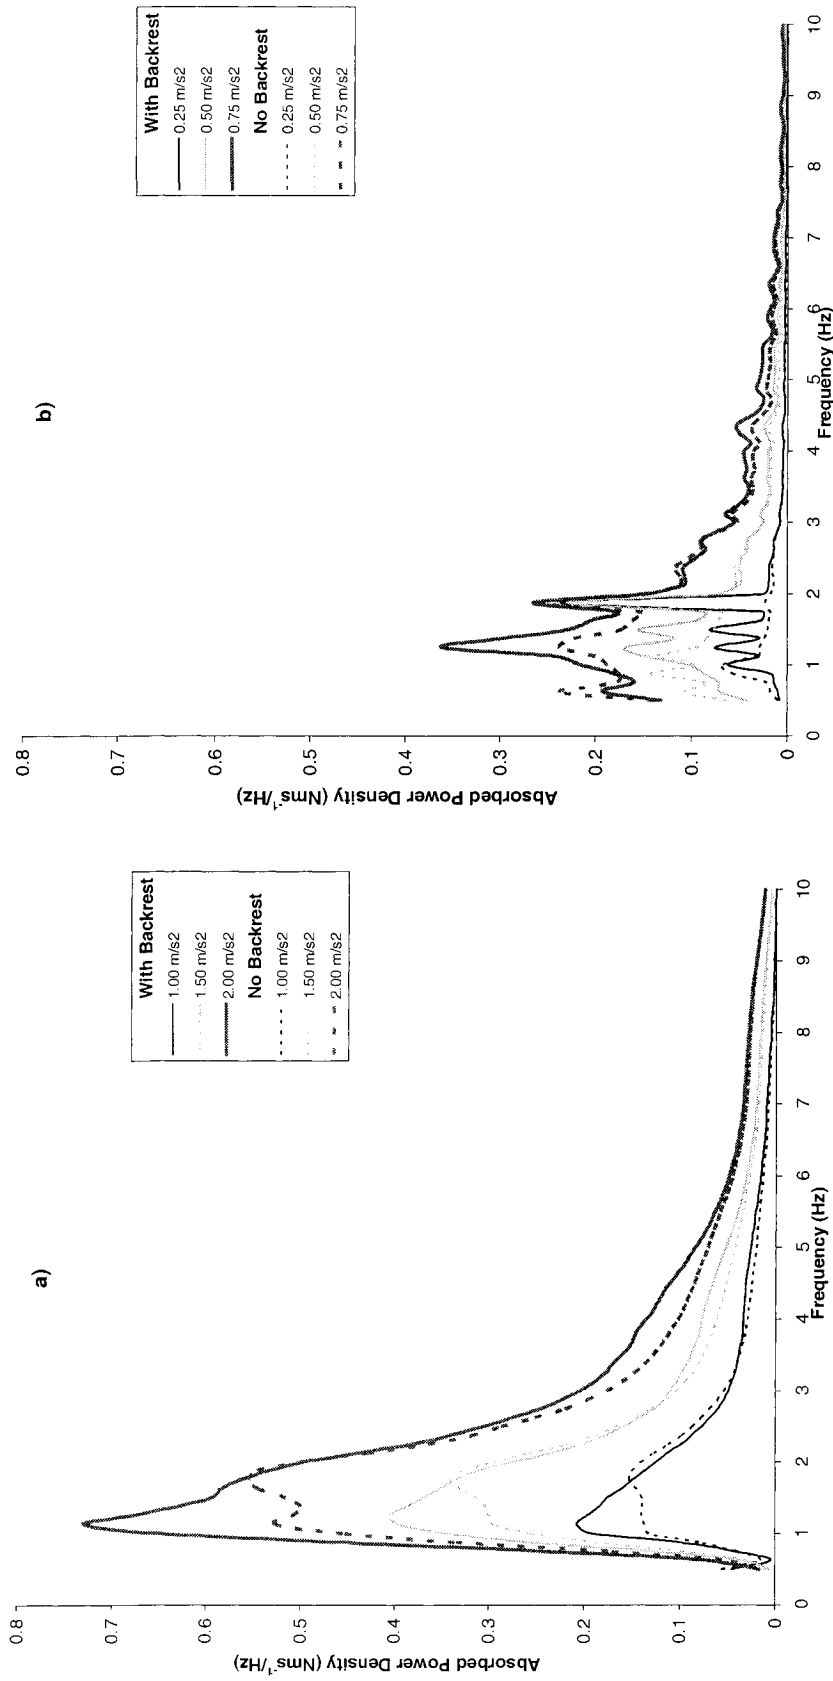 a)
Absorbed Power Density (Nms⁻¹/Hz)
0.8
0.7
0.6
0.5
0.4
0.3
0.2
0.1
0
0 1 2 3 4 5 6 7 8 9 10
Frequency (Hz)
With Backrest
1.00 m/s2
1.50 m/s2
2.00 m/s2
No Backrest
1.00 m/s2
1.50 m/s2
2.00 m/s2
b)
Absorbed Power Density (Nms⁻¹/Hz)
0.8
0.7
0.6
0.5
0.4
0.3
0.2
0.1
0
0 1 2 3 4 5 6 7 8 9 10
Frequency (Hz)
With Backrest
0.25 m/s2
0.50 m/s2
0.75 m/s2
No Backrest
0.25 m/s2
0.50 m/s2
0.75 m/s2